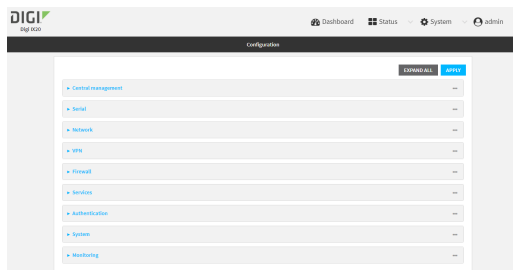 DIGI
Digi IX20
Dashboard Status System admin
Configuration
EXPAND ALL APPLY
Central management
Serial
Network
VPN
Firewall
Services
Authentication
System
Monitoring